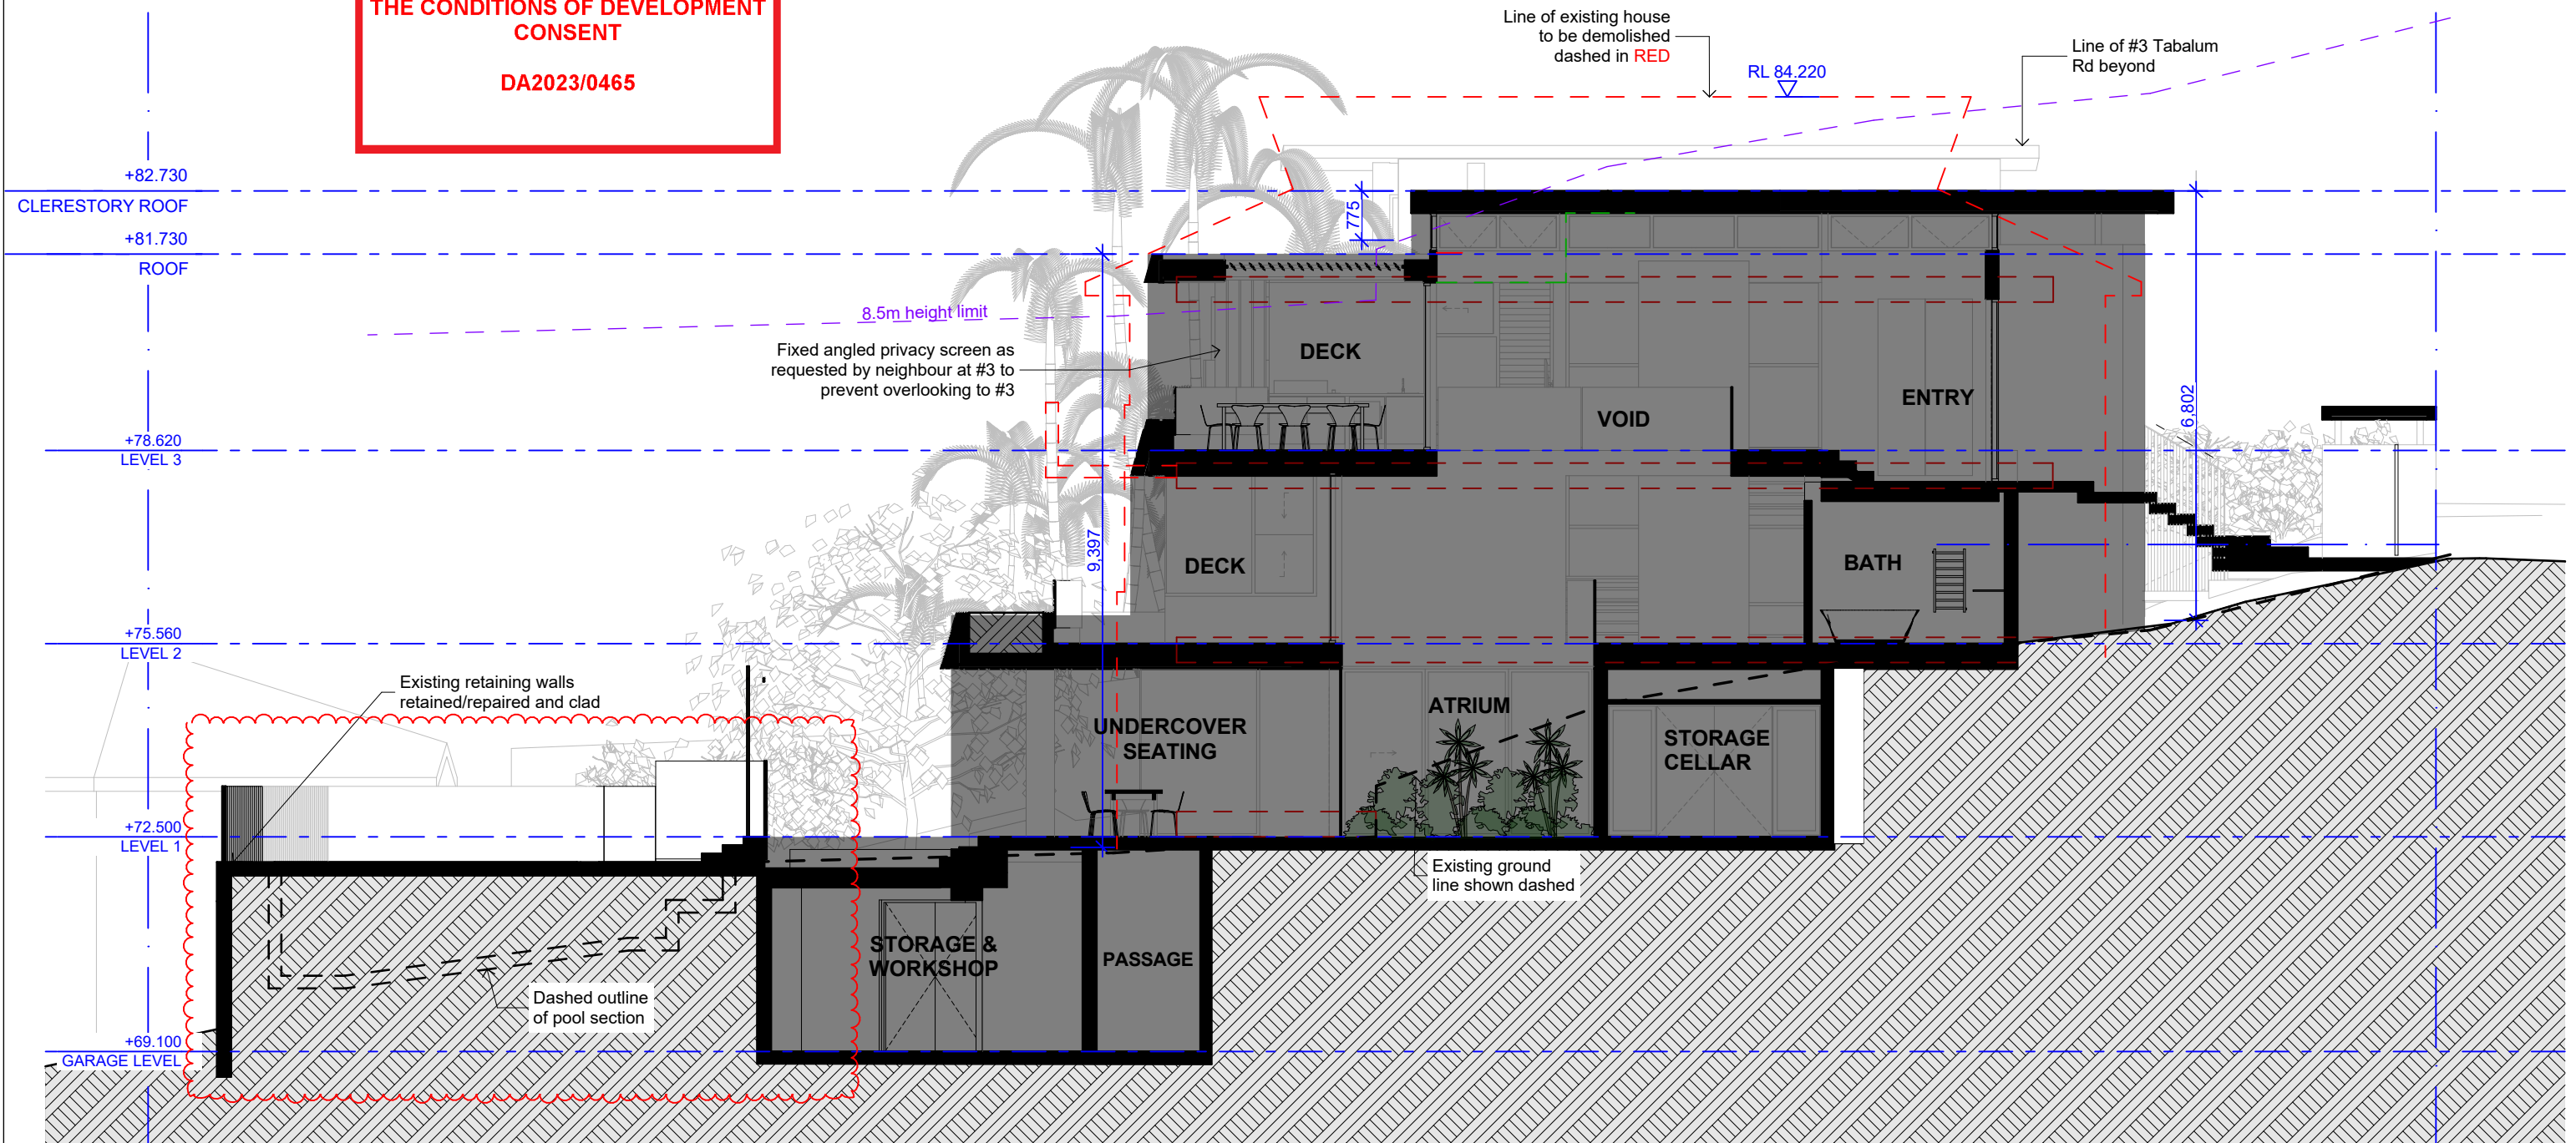 THE CONDITIONS OF DEVELOPMENT
CONSENT
DA2023/0465
Line of existing house
to be demolished
dashed in RED
RL 84.220
Line of #3 Tabalum
Rd beyond
+82.730
CLERESTORY ROOF
775
+81.730
ROOF
8.5m height limit
Fixed angled privacy screen as
requested by neighbour at #3 to
prevent overlooking to #3
DECK
ENTRY
VOID
6,802
+78.620
LEVEL 3
9,397
DECK
BATH
+75.560
LEVEL 2
Existing retaining walls
retained/repaired and clad
UNDERCOVER
SEATING
ATRIUM
STORAGE
CELLAR
+72.500
LEVEL 1
Existing ground
line shown dashed
STORAGE &
WORKSHOP
PASSAGE
Dashed outline
of pool section
+69.100
GARAGE LEVEL